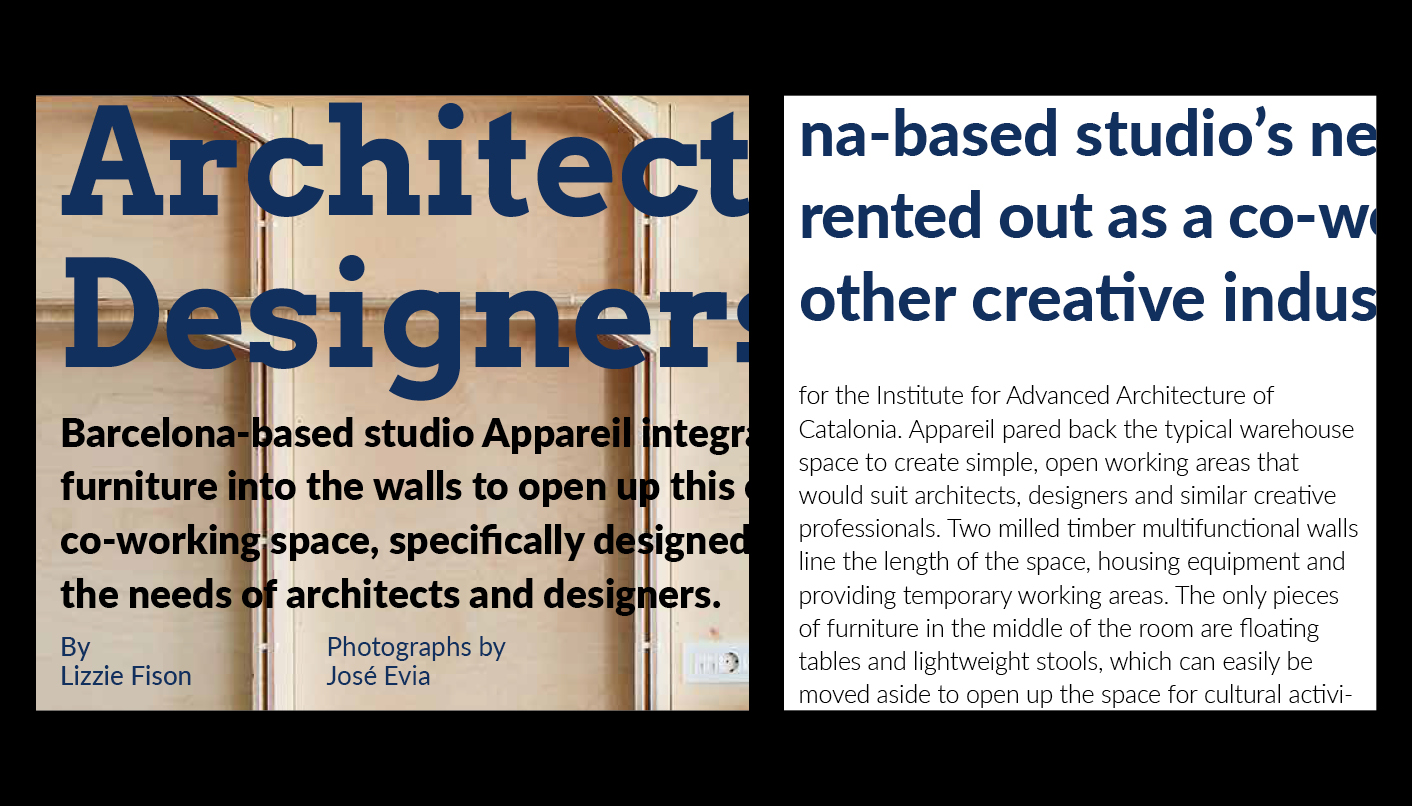 Architect
Designers
Barcelona-based studio Appareil integra
furniture into the walls to open up this
co-working space, specifically designed
the needs of architects and designers.
By
Lizzie Fison
Photographs by
José Evia
na-based studio’s ne
rented out as a co-wo
other creative indus
for the Institute for Advanced Architecture of
Catalonia. Appareil pared back the typical warehouse
space to create simple, open working areas that
would suit architects, designers and similar creative
professionals. Two milled timber multifunctional walls
line the length of the space, housing equipment and
providing temporary working areas. The only pieces
of furniture in the middle of the room are floating
tables and lightweight stools, which can easily be
moved aside to open up the space for cultural activi-